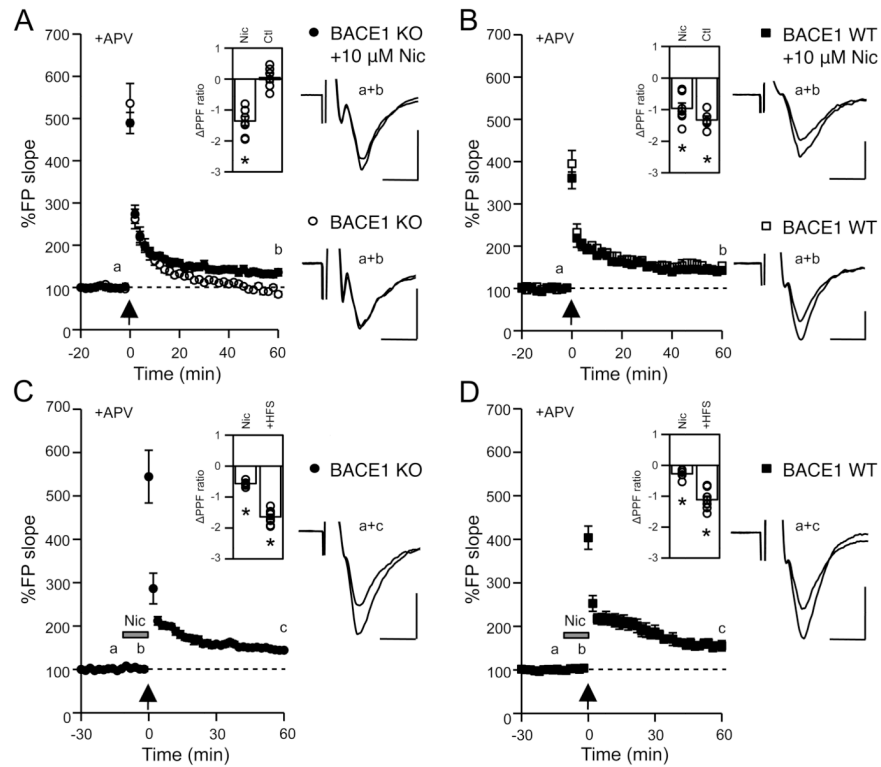 A
+APV
%FP slope
700
600
500
400
300
200
100
0
-20
0
20
40
60
Time (min)
a
b
Nic
Ctl
ΔPPF ratio
1
0
-1
-2
-3
*
BACE1 KO
+10 µM Nic
a+b
BACE1 KO
a+b
B
+APV
%FP slope
700
600
500
400
300
200
100
0
-20
0
20
40
60
Time (min)
a
b
Nic
Ctl
ΔPPF ratio
1
0
-1
-2
-3
*
*
BACE1 WT
+10 µM Nic
a+b
BACE1 WT
a+b
C
+APV
%FP slope
700
600
500
400
300
200
100
0
-30
0
30
60
Time (min)
Nic
a
b
c
Nic
+HFS
ΔPPF ratio
1
0
-1
-2
-3
*
*
BACE1 KO
a+c
D
+APV
%FP slope
700
600
500
400
300
200
100
0
-30
0
30
60
Time (min)
Nic
a
b
c
Nic
+HFS
ΔPPF ratio
1
0
-1
-2
-3
*
*
BACE1 WT
a+c